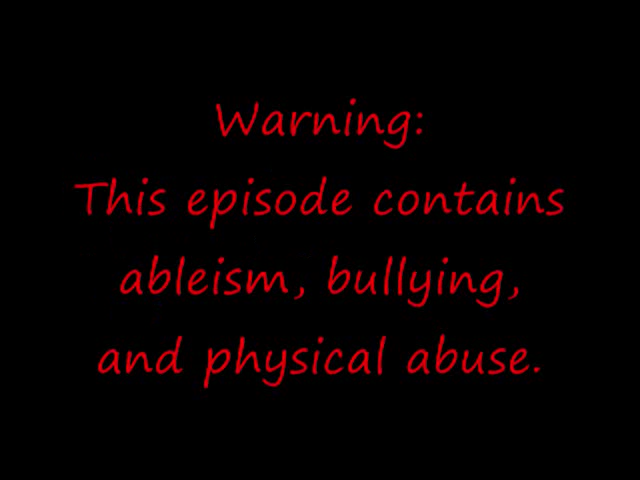 Warning:
This episode contains
ableism, bullying,
and physical abuse.